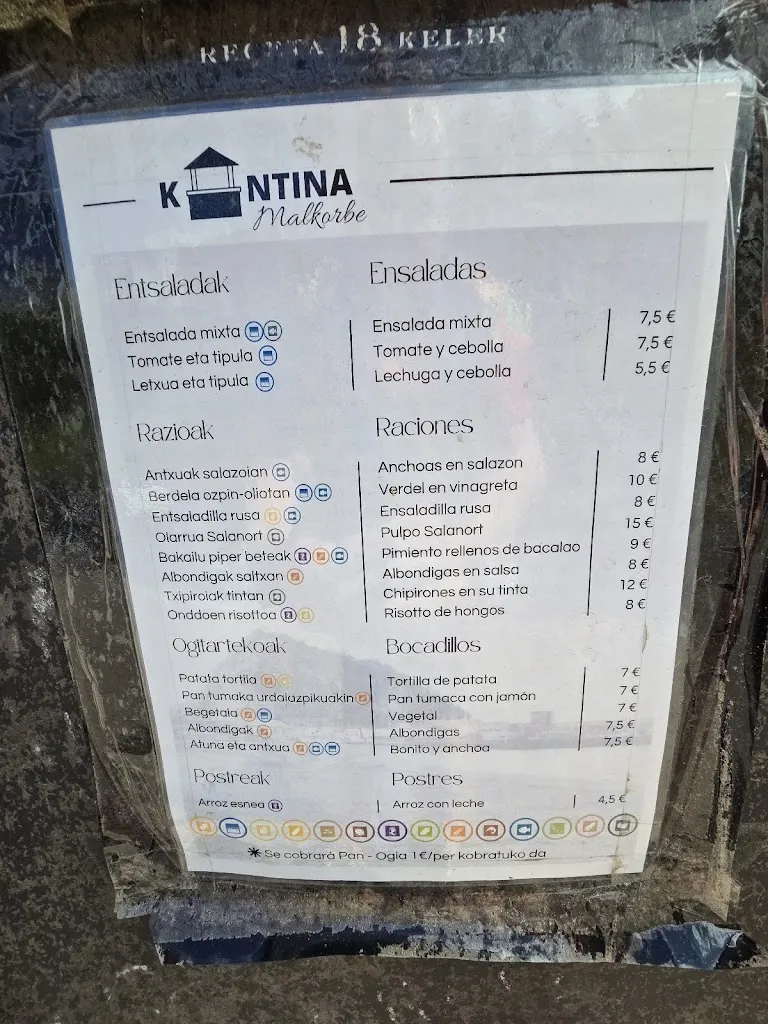 RECETA 18 KELER
K NTINA
Malkorbe
Entsaladak Ensaladas
Entsalada mixta Ensalada mixta 7,5 €
Tomate eta tipula Tomate y cebolla 7,5 €
Letxua eta tipula Lechuga y cebolla 5,5 €
Razioak Raciones
Antxuak salazoian Anchoas en salazon 8 €
Berdela ozpin-oliotan Verdel en vinagreta 10 €
Entsaladilla rusa Ensaladilla rusa 8 €
Olarrua Salanort Pulpo Salanort 15 €
Bakailu piper beteak Pimiento rellenos de bacalao 9 €
Albondigak saltxan Albondigas en salsa 8 €
Txipiroiak tintan Chipirones en su tinta 12 €
Onddoen risottoa Risotto de hongos 8 €
Ogitartekoak Bocadillos
Patata tortilla Tortilla de patata 7 €
Pan tumaka urdaiazpikuakin Pan tumaca con jamón 7 €
Begetala Vegetal 7 €
Albondigak Albondigas 7,5 €
Atuna eta antxua Bonito y anchoa 7,5 €
Postreak Postres
Arroz esnea Arroz con leche 4,5 €
* Se cobrará Pan - Ogia 1€/per kobratuko da